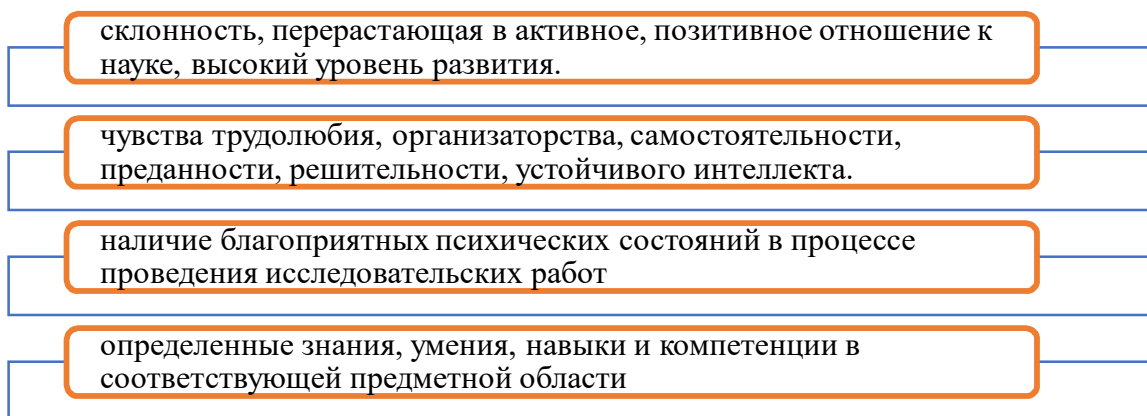 склонность, перерастающая в активное, позитивное отношение к
науке, высокий уровень развития.
чувства трудолюбия, организаторства, самостоятельности,
преданности, решительности, устойчивого интеллекта.
наличие благоприятных психических состояний в процессе
проведения исследовательских работ
определенные знания, умения, навыки и компетенции в
соответствующей предметной области